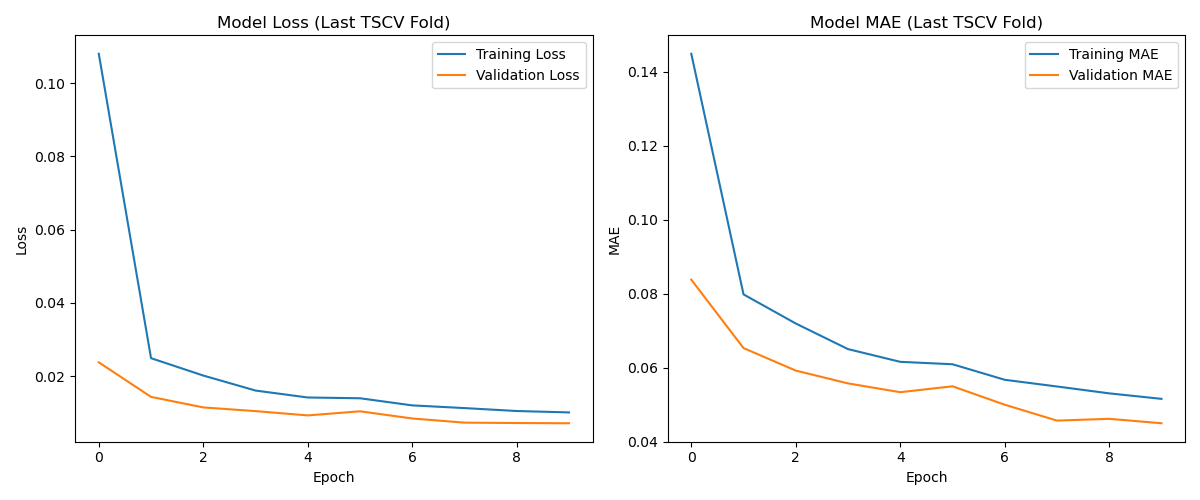 Model Loss (Last TSCV Fold)
Training Loss
Validation Loss
0.10
0.08
0.06
0.04
0.02
Loss
0 2 4 6 8
Epoch
Model MAE (Last TSCV Fold)
Training MAE
Validation MAE
0.14
0.12
0.10
0.08
0.06
0.04
MAE
0 2 4 6 8
Epoch